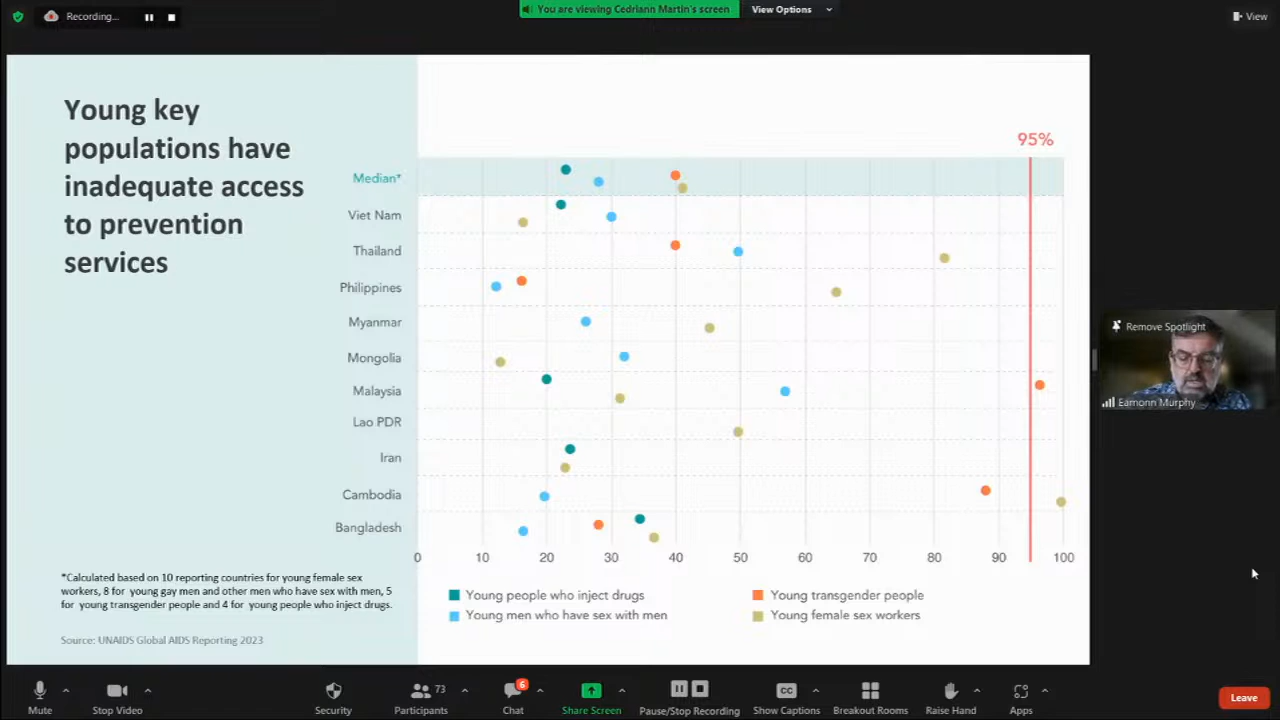 Recording...
You are viewing Cedriann Martin's screen
View Options
View
Young key
populations have
inadequate access
to prevention
services
95%
Median*
Viet Nam
Thailand
Philippines
Myanmar
Mongolia
Malaysia
Lao PDR
Iran
Cambodia
Bangladesh
0 10 20 30 40 50 60 70 80 90 100
*Calculated based on 10 reporting countries for young female sex
workers, 8 for young gay men and other men who have sex with men, 5
for young transgender people and 4 for young people who inject drugs.
Source: UNAIDS Global AIDS Reporting 2023
Young people who inject drugs
Young transgender people
Young men who have sex with men
Young female sex workers
Remove Spotlight
Eamonn Murphy
Mute
Stop Video
Security
73
Participants
6
Chat
Share Screen
Pause/Stop Recording
CC
Show Captions
Breakout Rooms
Raise Hand
Apps
Leave